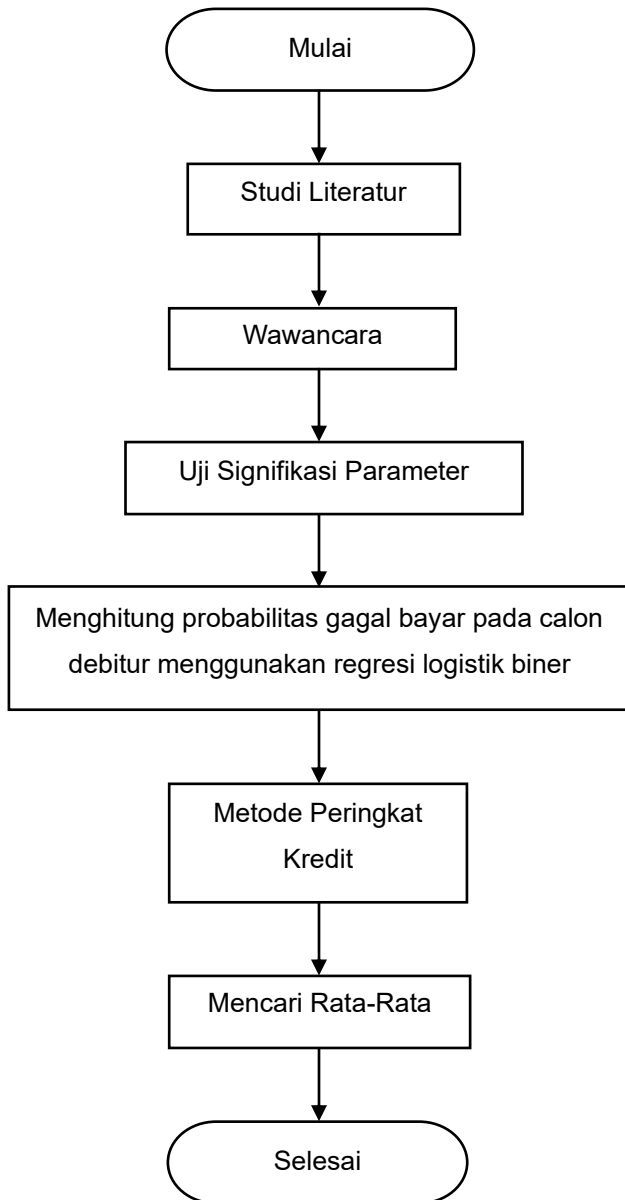 Mulai
Studi Literatur
Wawancara
Uji Signifikasi Parameter
Menghitung probabilitas gagal bayar pada calon
debitur menggunakan regresi logistik biner
Metode Peringkat
Kredit
Mencari Rata-Rata
Selesai